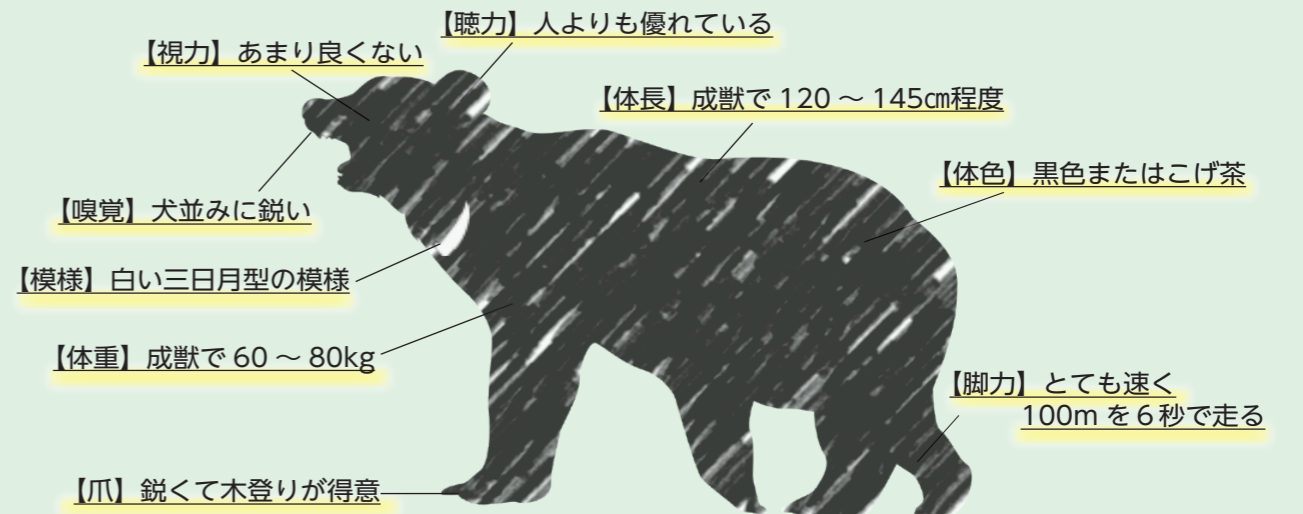 【聴力】人よりも優れている
【視力】あまり良くない
【体長】成獣で 120 ～ 145㎝程度
【体色】黒色またはこげ茶
【嗅覚】犬並みに鋭い
【模様】白い三日月型の模様
【体重】成獣で 60 ～ 80kg
【脚力】とても速く
100m を６秒で走る
【爪】鋭くて木登りが得意